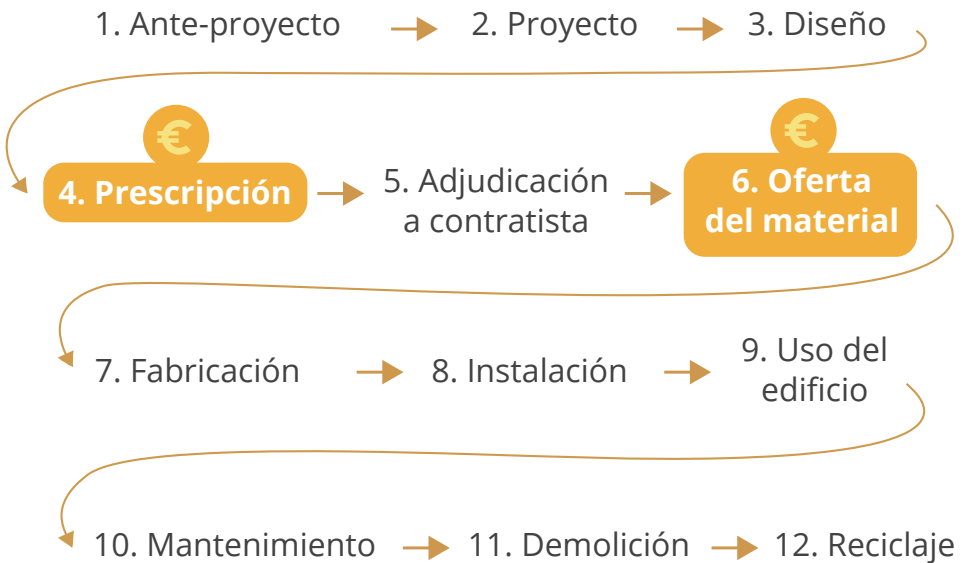 1. Ante-proyecto
2. Proyecto
3. Diseño
€
4. Prescripción
5. Adjudicación
a contratista
€
6. Oferta
del material
7. Fabricación
8. Instalación
9. Uso del
edificio
10. Mantenimiento
11. Demolición
12. Reciclaje